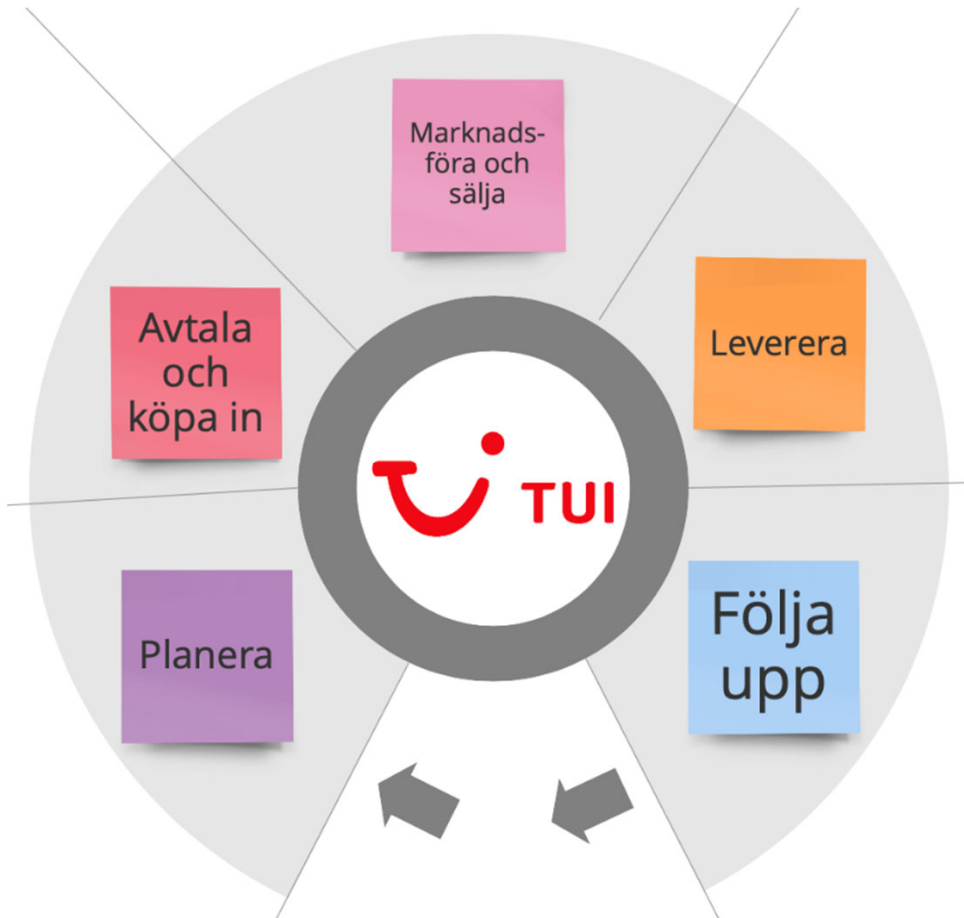 Marknads-
föra och
sälja
Avtala
och
köpa in
Leverera
TUI
Planera
Följa
upp